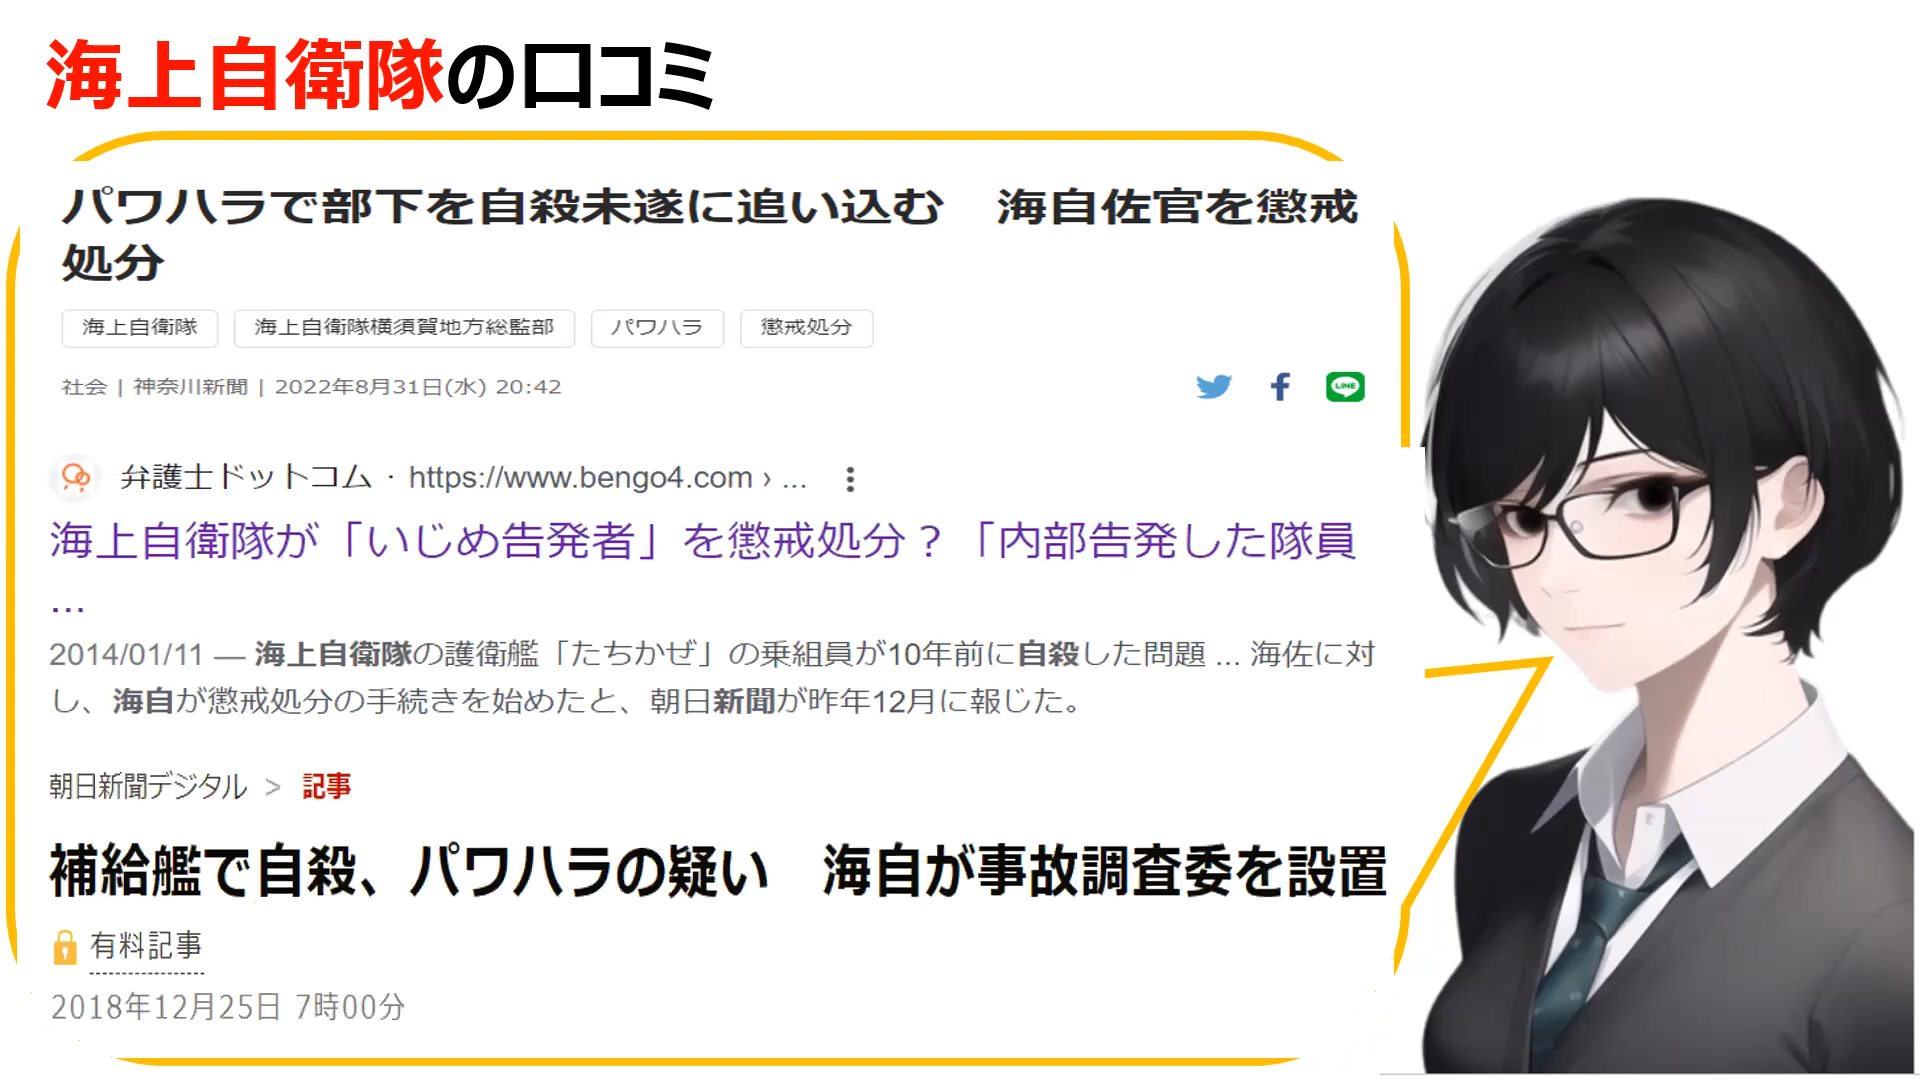 海上自衛隊の口コミ
パワハラで部下を自殺未遂に追い込む　海自佐官を懲戒
処分
海上自衛隊 海上自衛隊横須賀地方総監部 パワハラ 懲戒処分
社会 | 神奈川新聞 | 2022年8月31日(水) 20:42
LINE
弁護士ドットコム · https://www.bengo4.com › ...
海上自衛隊が「いじめ告発者」を懲戒処分？「内部告発した隊員
...
2014/01/11 — 海上自衛隊の護衛艦「たちかぜ」の乗組員が10年前に自殺した問題 ... 海佐に対
し、海自が懲戒処分の手続きを始めたと、朝日新聞が昨年12月に報じた。
朝日新聞デジタル > 記事
補給艦で自殺、パワハラの疑い　海自が事故調査委を設置
有料記事
2018年12月25日 7時00分